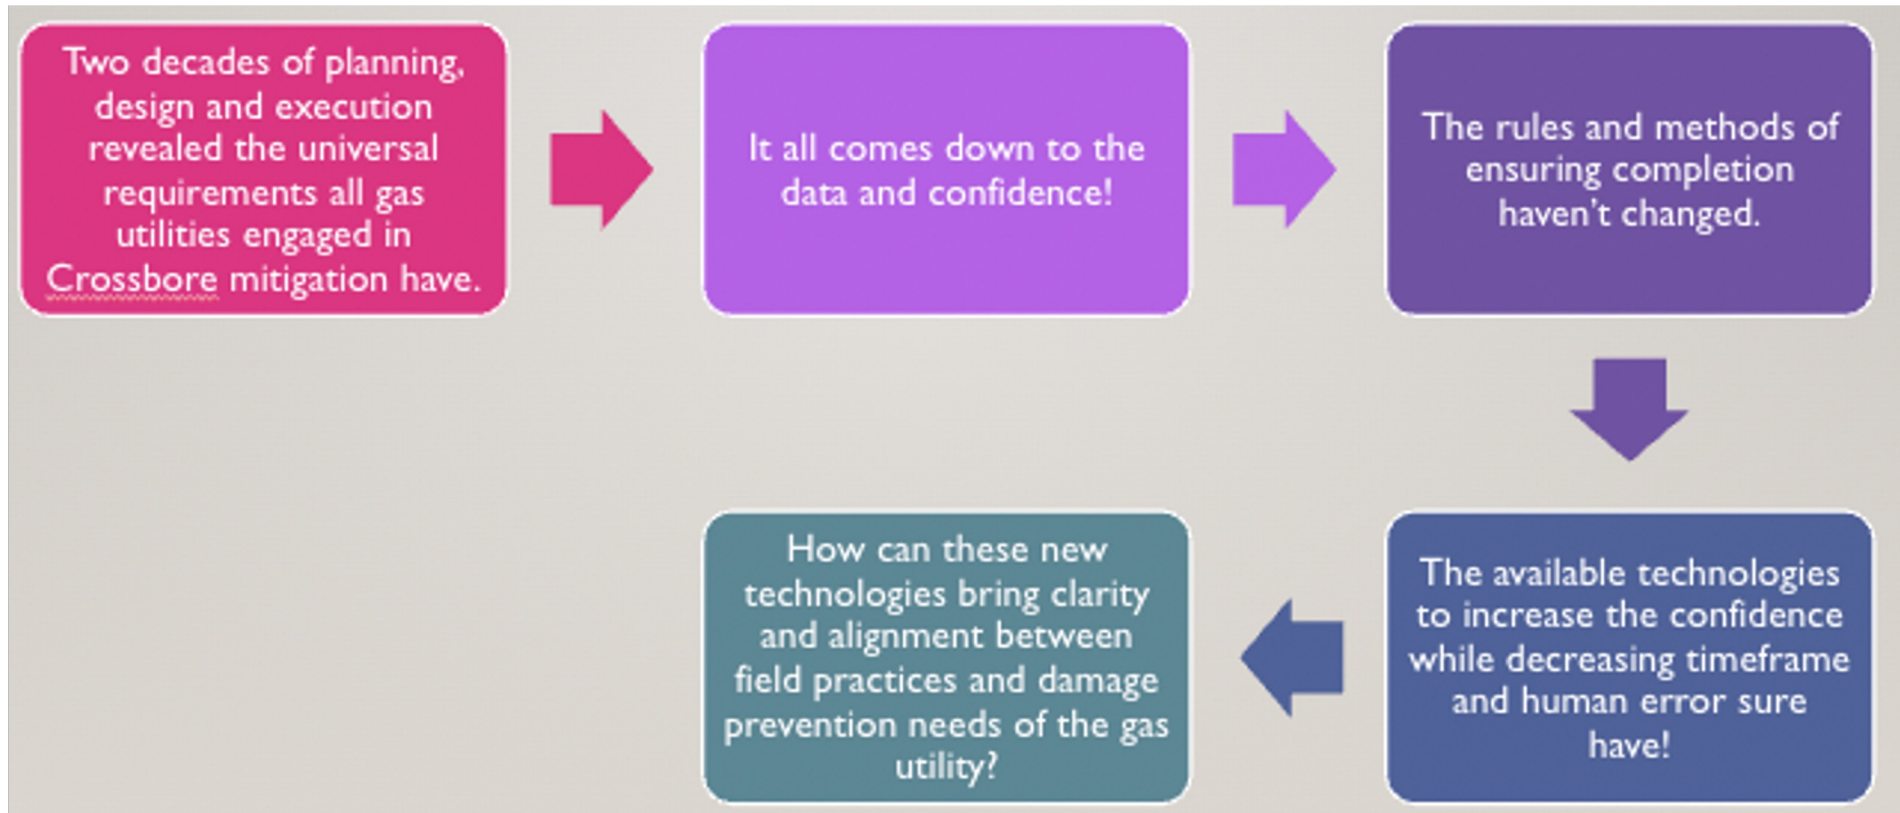 Two decades of planning,
design and execution
revealed the universal
requirements all gas
utilities engaged in
Crossbore mitigation have.
It all comes down to the
data and confidence!
The rules and methods of
ensuring completion
haven't changed.
The available technologies
to increase the confidence
while decreasing timeframe
and human error sure
have!
How can these new
technologies bring clarity
and alignment between
field practices and damage
prevention needs of the gas
utility?